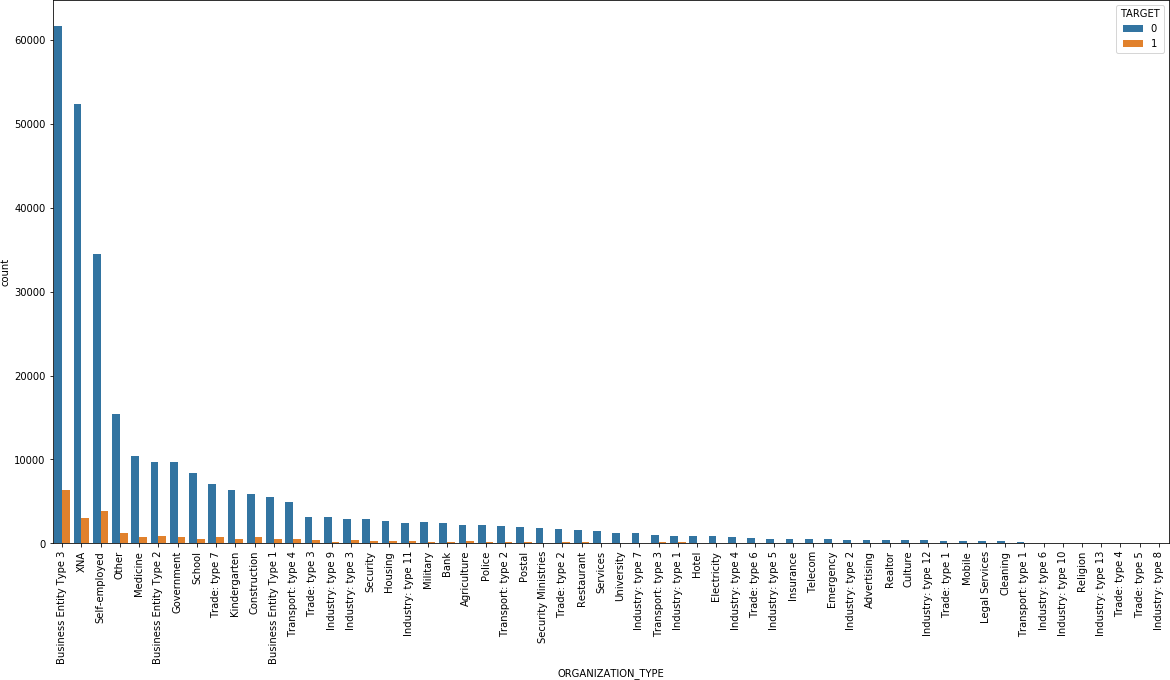 TARGET
0
1
60000
50000
40000
30000
20000
10000
0
count
Business Entity Type 3
XNA
Self-employed
Other
Medicine
Business Entity Type 2
Government
School
Trade: type 7
Kindergarten
Construction
Business Entity Type 1
Transport: type 4
Trade: type 3
Industry: type 9
Industry: type 3
Security
Housing
Industry: type 11
Military
Bank
Agriculture
Police
Transport: type 2
Postal
Security Ministries
Trade: type 2
Restaurant
Services
University
Industry: type 7
Transport: type 3
Industry: type 1
Hotel
Electricity
Industry: type 4
Trade: type 6
Industry: type 5
Insurance
Telecom
Emergency
Industry: type 2
Advertising
Realtor
Culture
Industry: type 12
Trade: type 1
Mobile
Legal Services
Cleaning
Transport: type 1
Industry: type 6
Industry: type 10
Religion
Industry: type 13
Trade: type 4
Trade: type 5
Industry: type 8
ORGANIZATION_TYPE